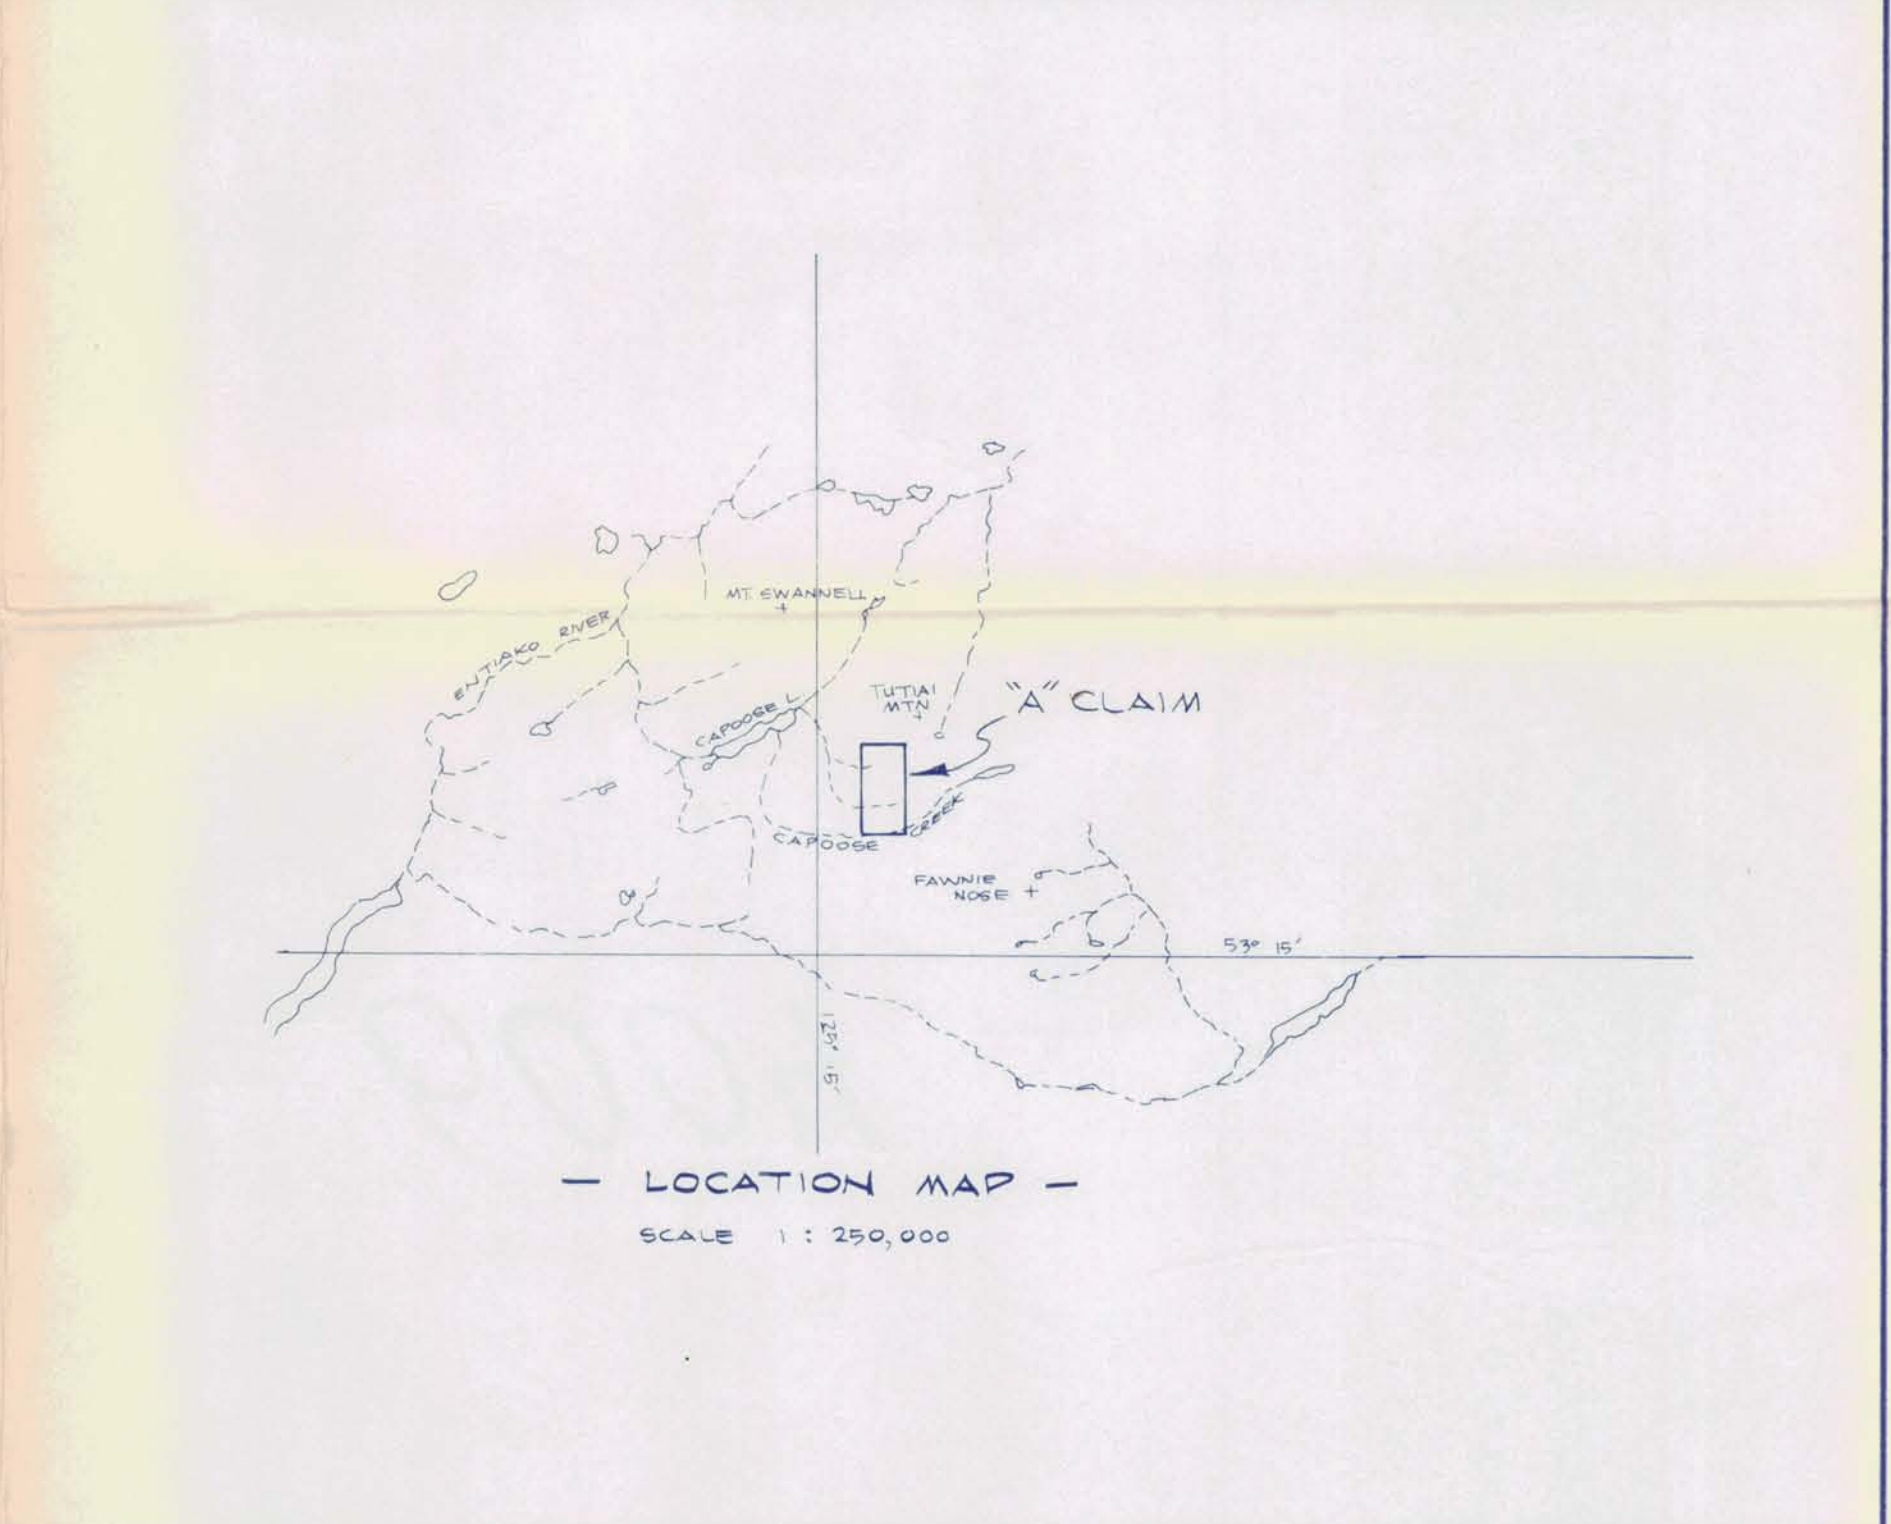 MT. SWANNELL
ENTIAKO RIVER
TUTIAI
MTN
"A" CLAIM
CAPOOSE L
CAPOOSE CREEK
FAWNIE
NOSE
53° 15'
125° 15'
— LOCATION MAP —
SCALE 1 : 250,000